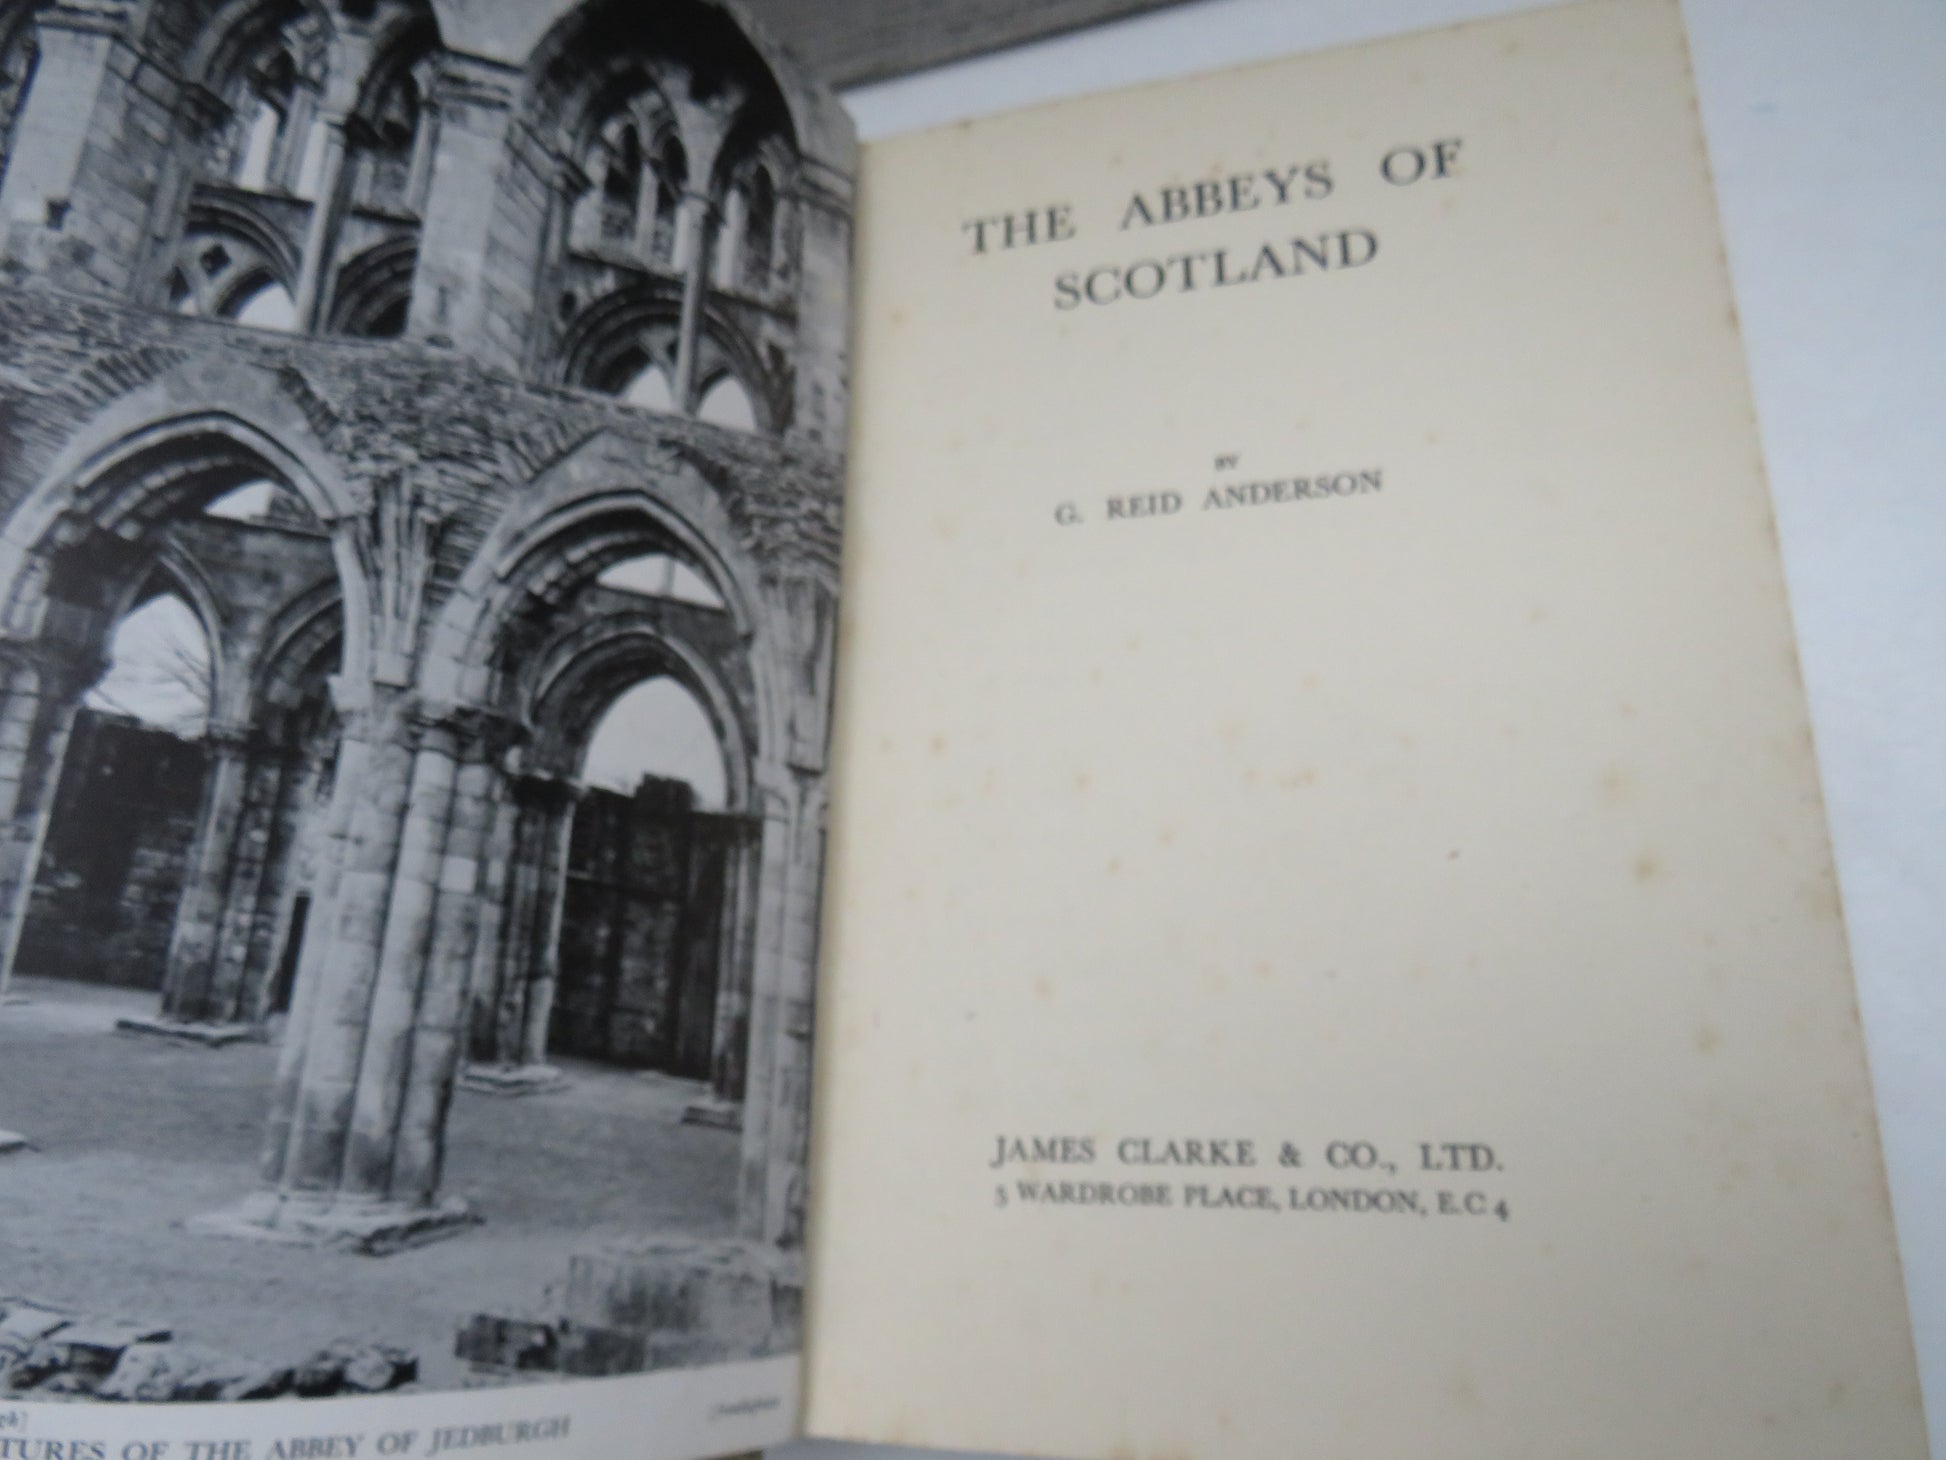 TURES OF THE ABBEY OF JEDBURGH
THE ABBEYS OF
SCOTLAND
BY
G. REID ANDERSON
JAMES CLARKE & CO., LTD.
5 WARDROBE PLACE, LONDON, E.C 4